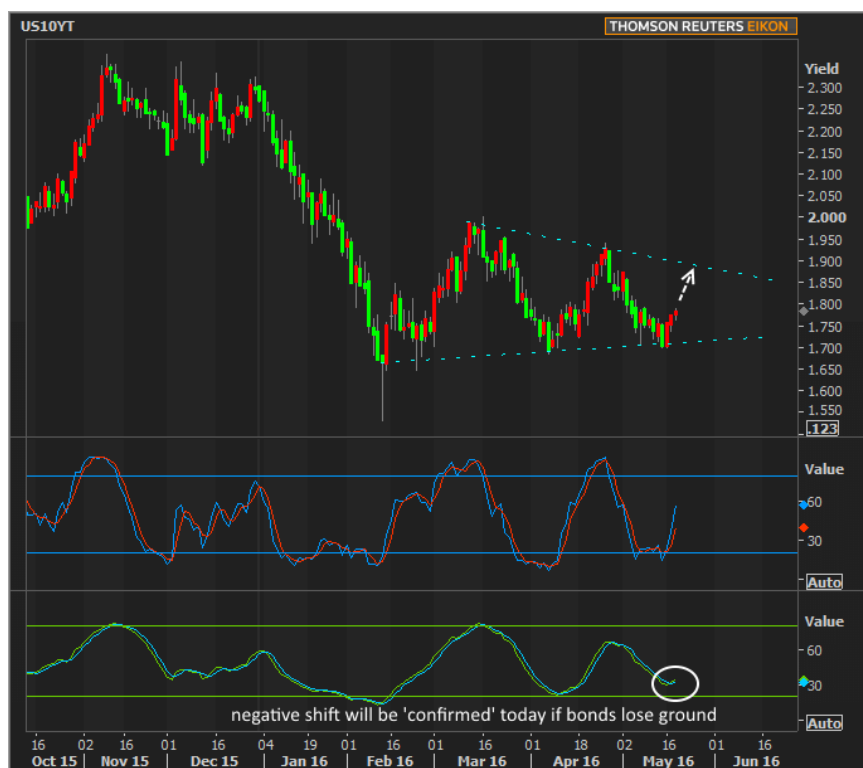 US10YT
THOMSON REUTERS EIKON
Yield
2.300
2.250
2.200
2.150
2.100
2.050
2.000
1.950
1.900
1.850
1.800
1.750
1.700
1.650
1.600
1.550
.123
Value
60
30
Auto
Value
60
30
negative shift will be 'confirmed' today if bonds lose ground
Auto
16 02 16 01 16 04 19 01 16 01 16 01 18 02 16 01 16
Oct 15 Nov 15 Dec 15 Jan 16 Feb 16 Mar 16 Apr 16 May 16 Jun 16